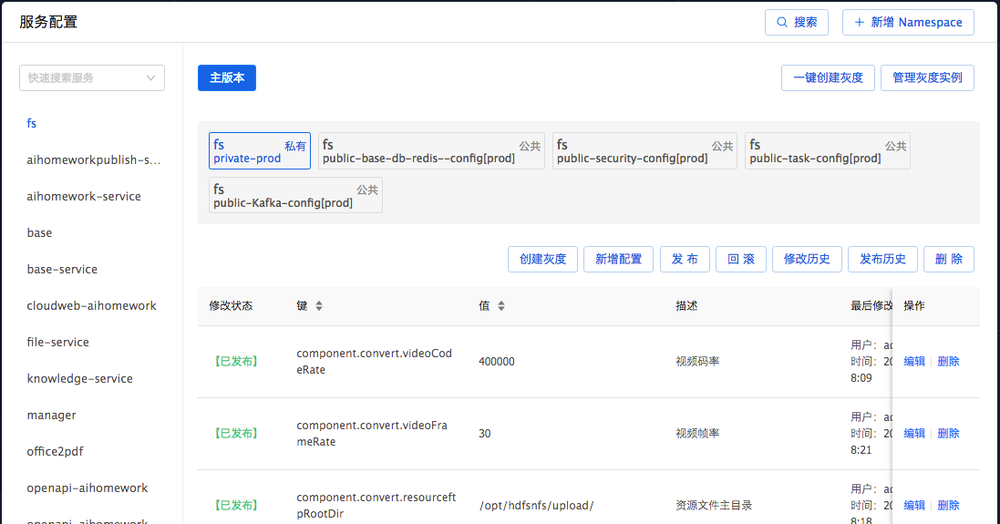 服务配置
搜索
新增 Namespace
快速搜索服务
fs
aihomeworkpublish-s...
aihomework-service
base
base-service
cloudweb-aihomework
file-service
knowledge-service
manager
office2pdf
openapi-aihomework
openapi-aihomework
主版本
一键创建灰度
管理灰度实例
fs 私有
private-prod
fs 公共
public-base-db-redis--config[prod]
fs 公共
public-security-config[prod]
fs 公共
public-task-config[prod]
fs 公共
public-Kafka-config[prod]
创建灰度
新增配置
发 布
回 滚
修改历史
发布历史
删 除
修改状态 键 值 描述 最后修改 操作
【已发布】
component.convert.videoCod
eRate
400000
视频码率
用户：ac
时间：20
8:09
编辑 删除
【已发布】
component.convert.videoFra
meRate
30
视频帧率
用户：ac
时间：20
8:21
编辑 删除
【已发布】
component.convert.resourceft
pRootDir
/opt/hdfsnfs/upload/
资源文件主目录
用户：ac
时间：20
8:18
编辑 删除